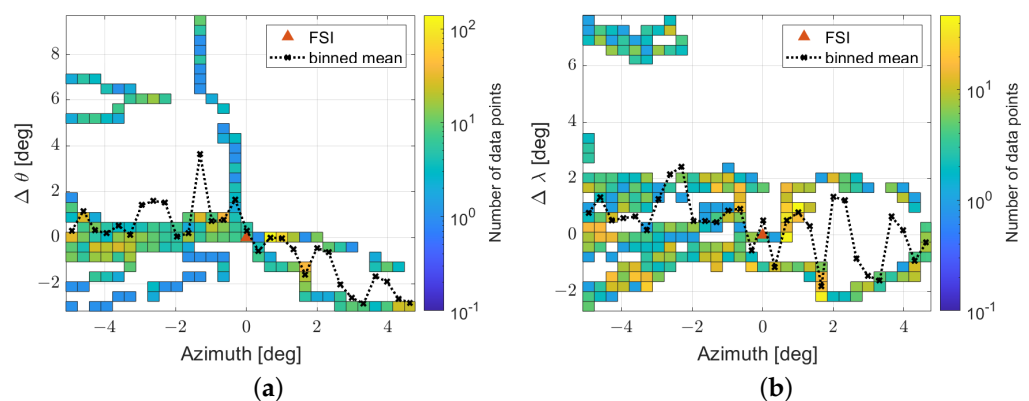 FSI
binned mean
8
6
4
2
0
−2
−4
−2
0
2
4
Azimuth [deg]
Δ θ [deg]
10^2
10^1
10^0
10^-1
Number of data points
(a)
FSI
binned mean
6
4
2
0
−2
−4
−2
0
2
4
Azimuth [deg]
Δ λ [deg]
10^1
10^0
10^-1
Number of data points
(b)